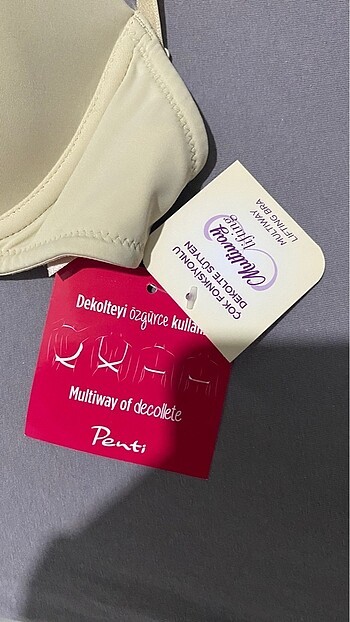 ÇOK FONKSİYONLU
DEKOLTE SÜTYEN
Multiway
lifting
MULTIWAY
LIFTING BRA
Dekolteyi özgürce kullan
Multiway of decollete
Penti